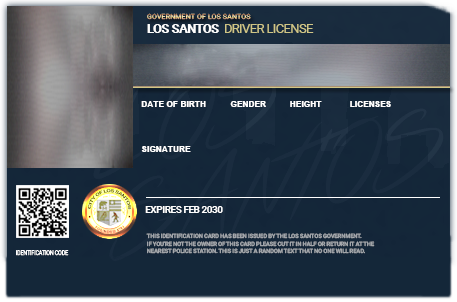 GOVERNMENT OF LOS SANTOS
LOS SANTOS DRIVER LICENSE
DATE OF BIRTH GENDER HEIGHT LICENSES
SIGNATURE
CITY OF LOS SANTOS
EXPIRES FEB 2030
THIS IDENTIFICATION CARD HAS BEEN ISSUED BY THE LOS SANTOS GOVERNMENT.
IF YOU'RE NOT THE OWNER OF THIS CARD PLEASE CUT IT IN HALF OR RETURN IT AT THE
NEAREST POLICE STATION. THIS IS JUST A RANDOM TEXT THAT NO ONE WILL READ.
IDENTIFICATION CODE
LOS
SANTOS